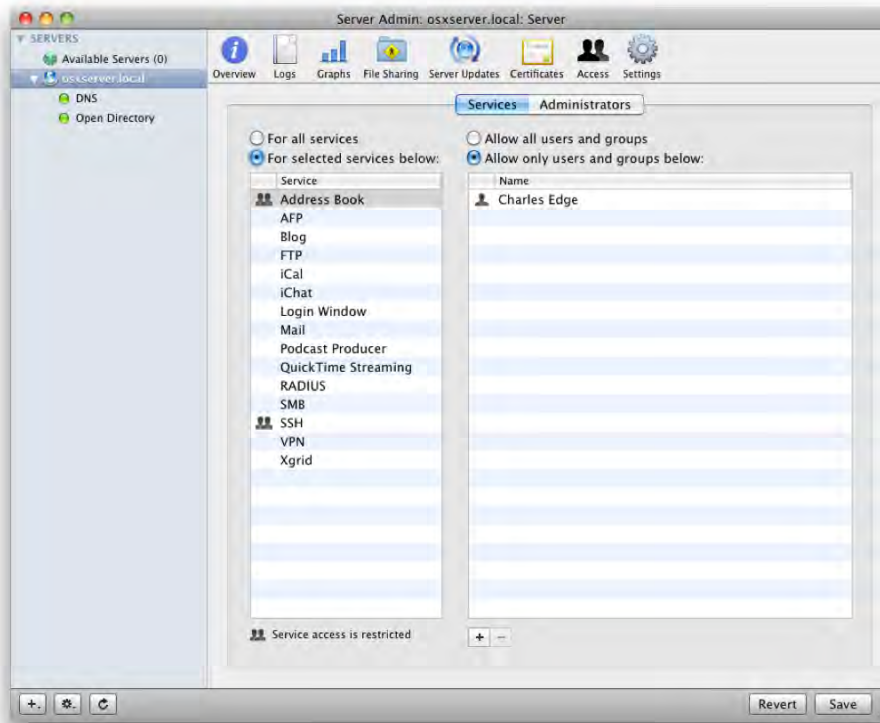 Server Admin: osxserver.local: Server
SERVERS
Available Servers (0)
osxserver.local
DNS
Open Directory
Overview Logs Graphs File Sharing Server Updates Certificates Access Settings
Services Administrators
For all services
For selected services below:
Service
Address Book
AFP
Blog
FTP
iCal
iChat
Login Window
Mail
Podcast Producer
QuickTime Streaming
RADIUS
SMB
SSH
VPN
Xgrid
Service access is restricted
Allow all users and groups
Allow only users and groups below:
Name
Charles Edge
Revert Save